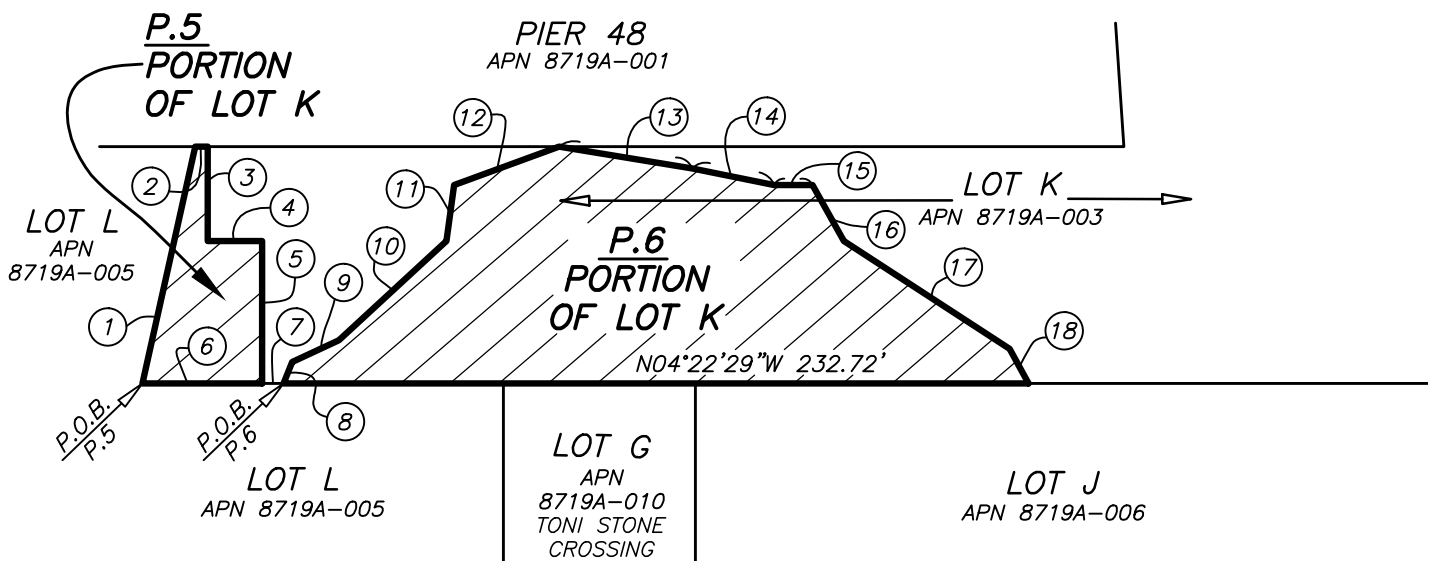 P.5
PORTION
OF LOT K
PIER 48
APN 8719A-001
12
13
14
2
3
15
11
LOT K
APN 8719A-003
LOT L
APN
8719A-005
4
16
10
P.6
PORTION
OF LOT K
5
9
17
1
7
6
18
N04°22'29"W 232.72'
8
P.O.B.
P.5
P.O.B.
P.6
LOT L
APN 8719A-005
LOT G
APN
8719A-010
TONI STONE
CROSSING
LOT J
APN 8719A-006